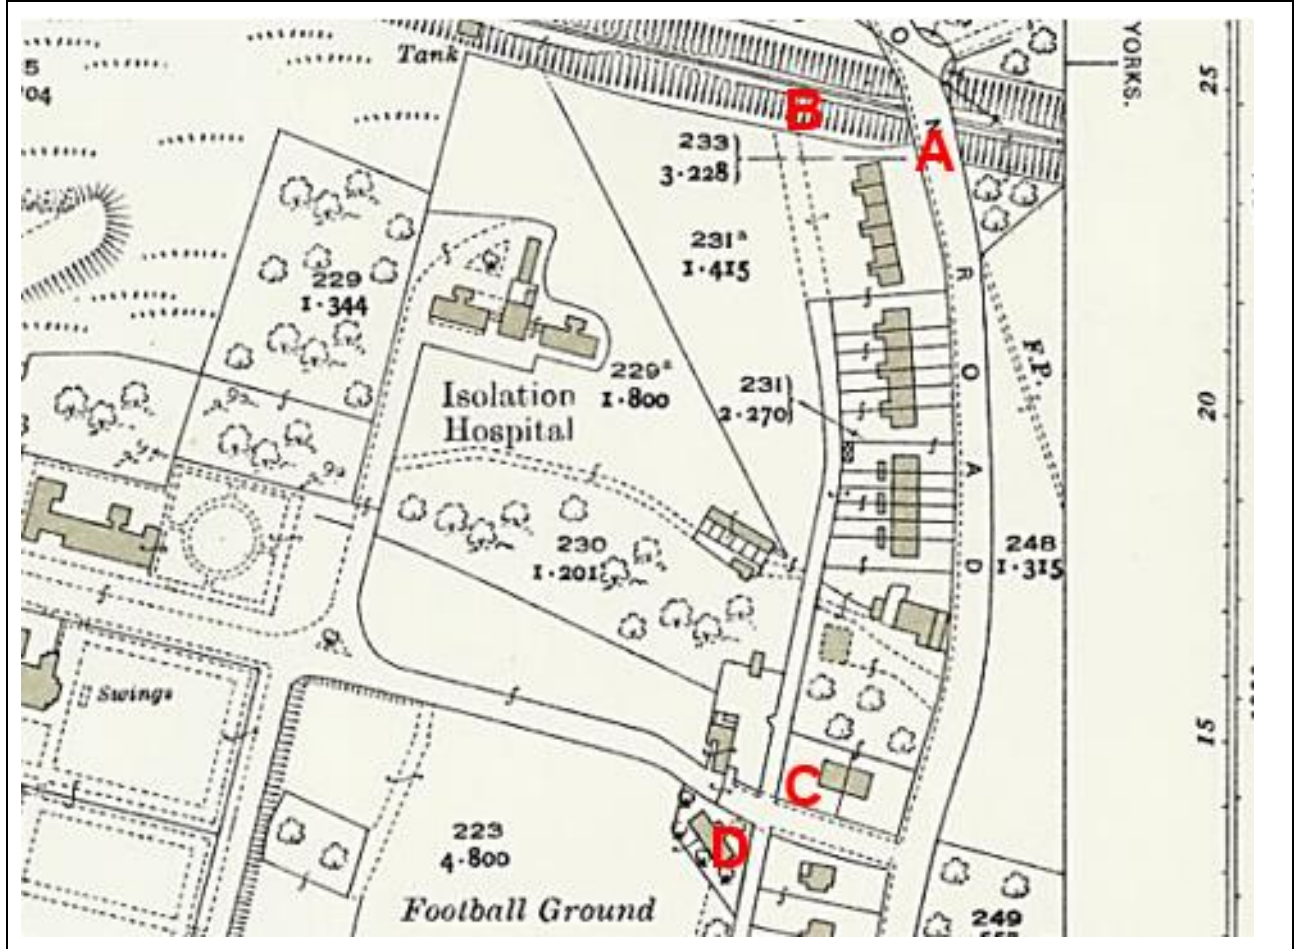 YORKS.
25
5
04
Tank
O
B
N
A
233
3·228
231ª
1·415
229
1·344
R
F.P.
O
20
Isolation
Hospital
229ª
1·800
231
2·270
A
230
1·201
D
248
1·315
Swings
15
C
D
223
4·800
Football Ground
249